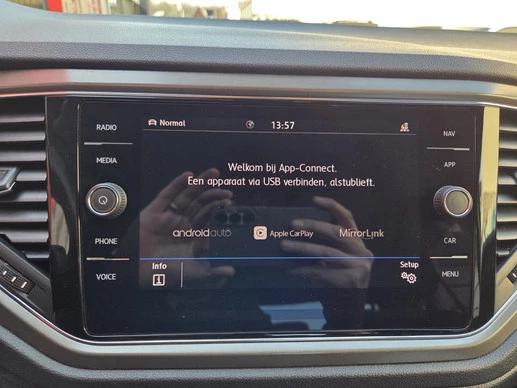 RADIO
MEDIA
PHONE
VOICE
Normal
13:57
Welkom bij App-Connect.
Een apparaat via USB verbinden, alstublieft.
androidauto
Apple CarPlay
MirrorLink
Info
Setup
NAV
APP
CAR
MENU